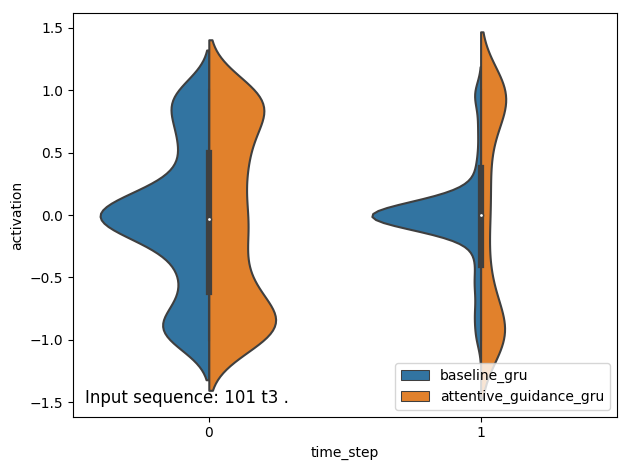 1.5
1.0
0.5
0.0
−0.5
−1.0
−1.5
activation
Input sequence: 101 t3 .
baseline_gru
attentive_guidance_gru
0 1
time_step